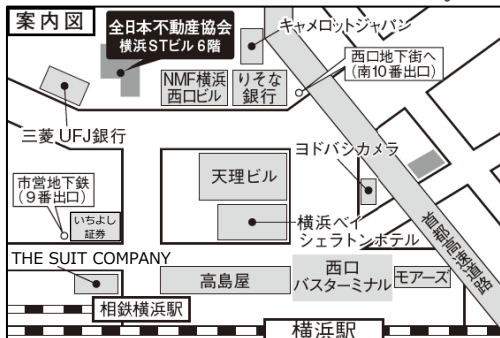 案内図
全日本不動産協会
横浜STビル 6階
キャメロットジャパン
西口地下街へ
(南10番出口)
NMF横浜
西口ビル
りそな
銀行
三菱 UFJ銀行
ヨドバシカメラ
天理ビル
市営地下鉄
(9番出口)
いちよし
証券
横浜ベイ
シェラトンホテル
首都高速道路
THE SUIT COMPANY
高島屋
西口
バスターミナル
モアーズ
相鉄横浜駅
横浜駅